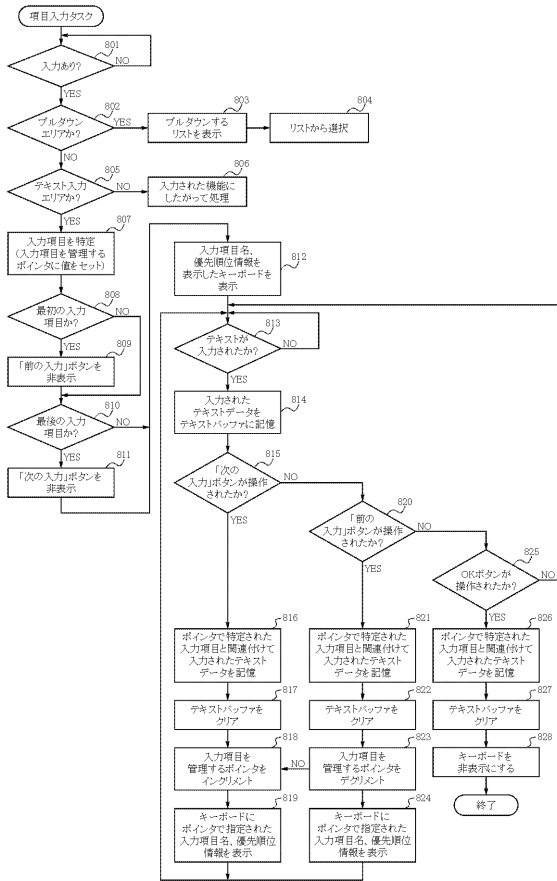 項目入力タスク
801
入力あり?
NO
YES
802
プルダウン
エリアか?
YES
NO
803
プルダウンする
リストを表示
804
リストから選択
805
テキスト入力
エリアか?
NO
YES
806
入力された機能に
したがって処理
807
入力項目を特定
(入力項目を管理する
ポインタに値をセット)
808
最初の入力
項目か?
NO
YES
809
「前の入力」ボタンを
非表示
810
最後の入力
項目か?
NO
YES
811
「次の入力」ボタンを
非表示
812
入力項目名、
優先順位情報を
表示したキーボードを
表示
813
テキストが
入力されたか?
NO
YES
814
入力された
テキストデータを
テキストバッファに記憶
815
「次の
入力」ボタンが操作
されたか?
NO
YES
820
「前の
入力」ボタンが操作
されたか?
NO
YES
825
OKボタンが
操作されたか?
NO
YES
816
ポインタで特定された
入力項目と関連付けて
入力されたテキスト
データを記憶
817
テキストバッファを
クリア
818
入力項目を
管理するポインタを
インクリメント
819
キーボードに
ポインタで指定された
入力項目名、優先順位
情報を表示
821
ポインタで特定された
入力項目と関連付けて
入力されたテキスト
データを記憶
822
テキストバッファを
クリア
823
NO
入力項目を
管理するポインタを
デクリメント
824
キーボードに
ポインタで指定された
入力項目名、優先順位
情報を表示
826
ポインタで特定された
入力項目と関連付けて
入力されたテキスト
データを記憶
827
テキストバッファを
クリア
828
キーボードを
非表示にする
終了